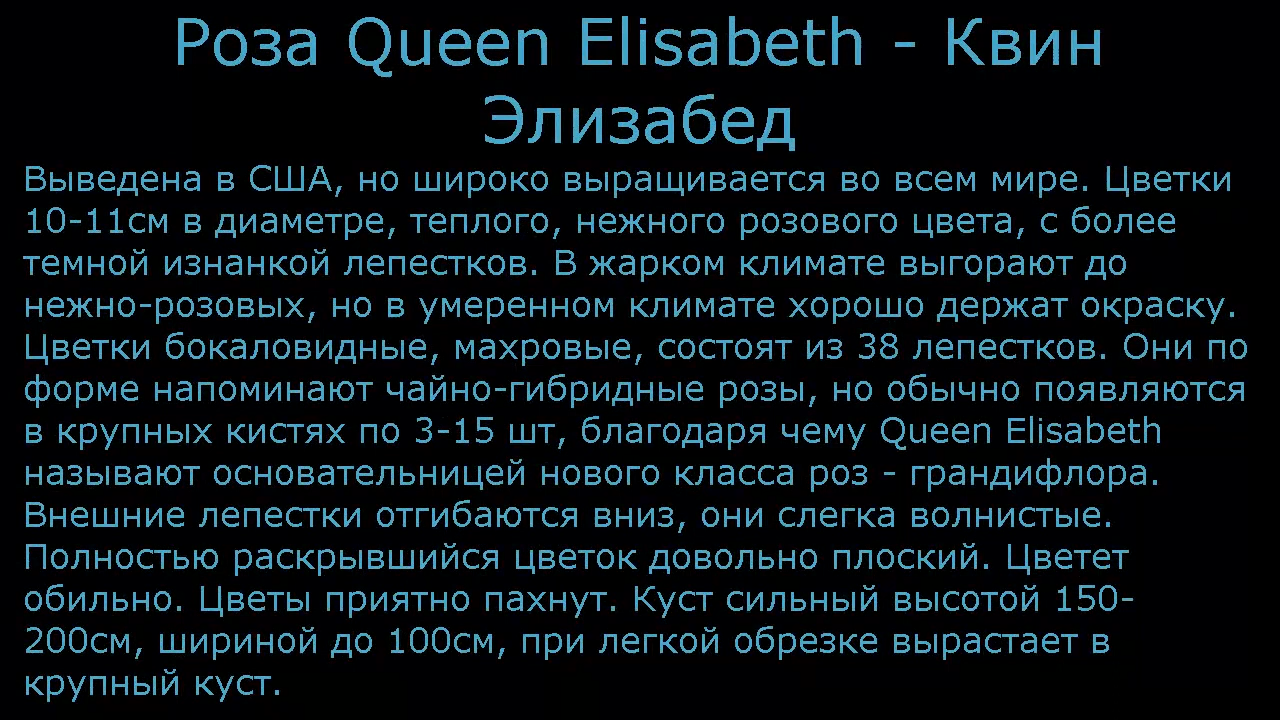 Роза Queen Elisabeth - Квин
Элизабед
Выведена в США, но широко выращивается во всем мире. Цветки
10-11см в диаметре, теплого, нежного розового цвета, с более
темной изнанкой лепестков. В жарком климате выгорают до
нежно-розовых, но в умеренном климате хорошо держат окраску.
Цветки бокаловидные, махровые, состоят из 38 лепестков. Они по
форме напоминают чайно-гибридные розы, но обычно появляются
в крупных кистях по 3-15 шт, благодаря чему Queen Elisabeth
называют основательницей нового класса роз - грандифлора.
Внешние лепестки отгибаются вниз, они слегка волнистые.
Полностью раскрывшийся цветок довольно плоский. Цветет
обильно. Цветы приятно пахнут. Куст сильный высотой 150-
200см, шириной до 100см, при легкой обрезке вырастает в
крупный куст.